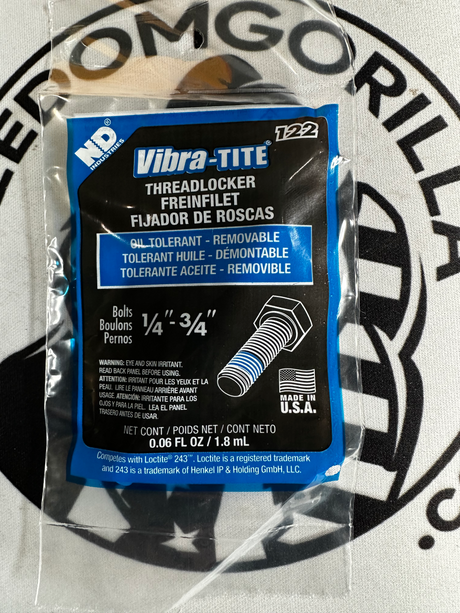 EEDOMGORILLA
S.
ND®
INDUSTRIES
122
Vibra-TITE®
THREADLOCKER
FREINFILET
FIJADOR DE ROSCAS
OIL TOLERANT - REMOVABLE
TOLERANT HUILE - DÉMONTABLE
TOLERANTE ACEITE - REMOVIBLE
Bolts
Boulons
Pernos
1/4" - 3/4"
WARNING: EYE AND SKIN IRRITANT.
READ BACK PANEL BEFORE USING.
ATTENTION: IRRITANT POUR LES YEUX ET LA
PEAU. LIRE LE PANNEAU ARRIÈRE AVANT
USAGE. ATENCIÓN: IRRITANTE PARA LOS
OJOS Y PARA LA PIEL. LEA EL PANEL
TRASERO ANTES DE USAR.
MADE IN
U.S.A.
NET CONT / POIDS NET / CONT NETO
0.06 FL OZ / 1.8 mL
Competes with Loctite® 243™. Loctite is a registered trademark
and 243 is a trademark of Henkel IP & Holding GmbH, LLC.